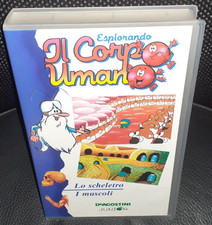 Esplorando
Il Corpo
Umano
Lo scheletro
I muscoli
DeAGOSTINI